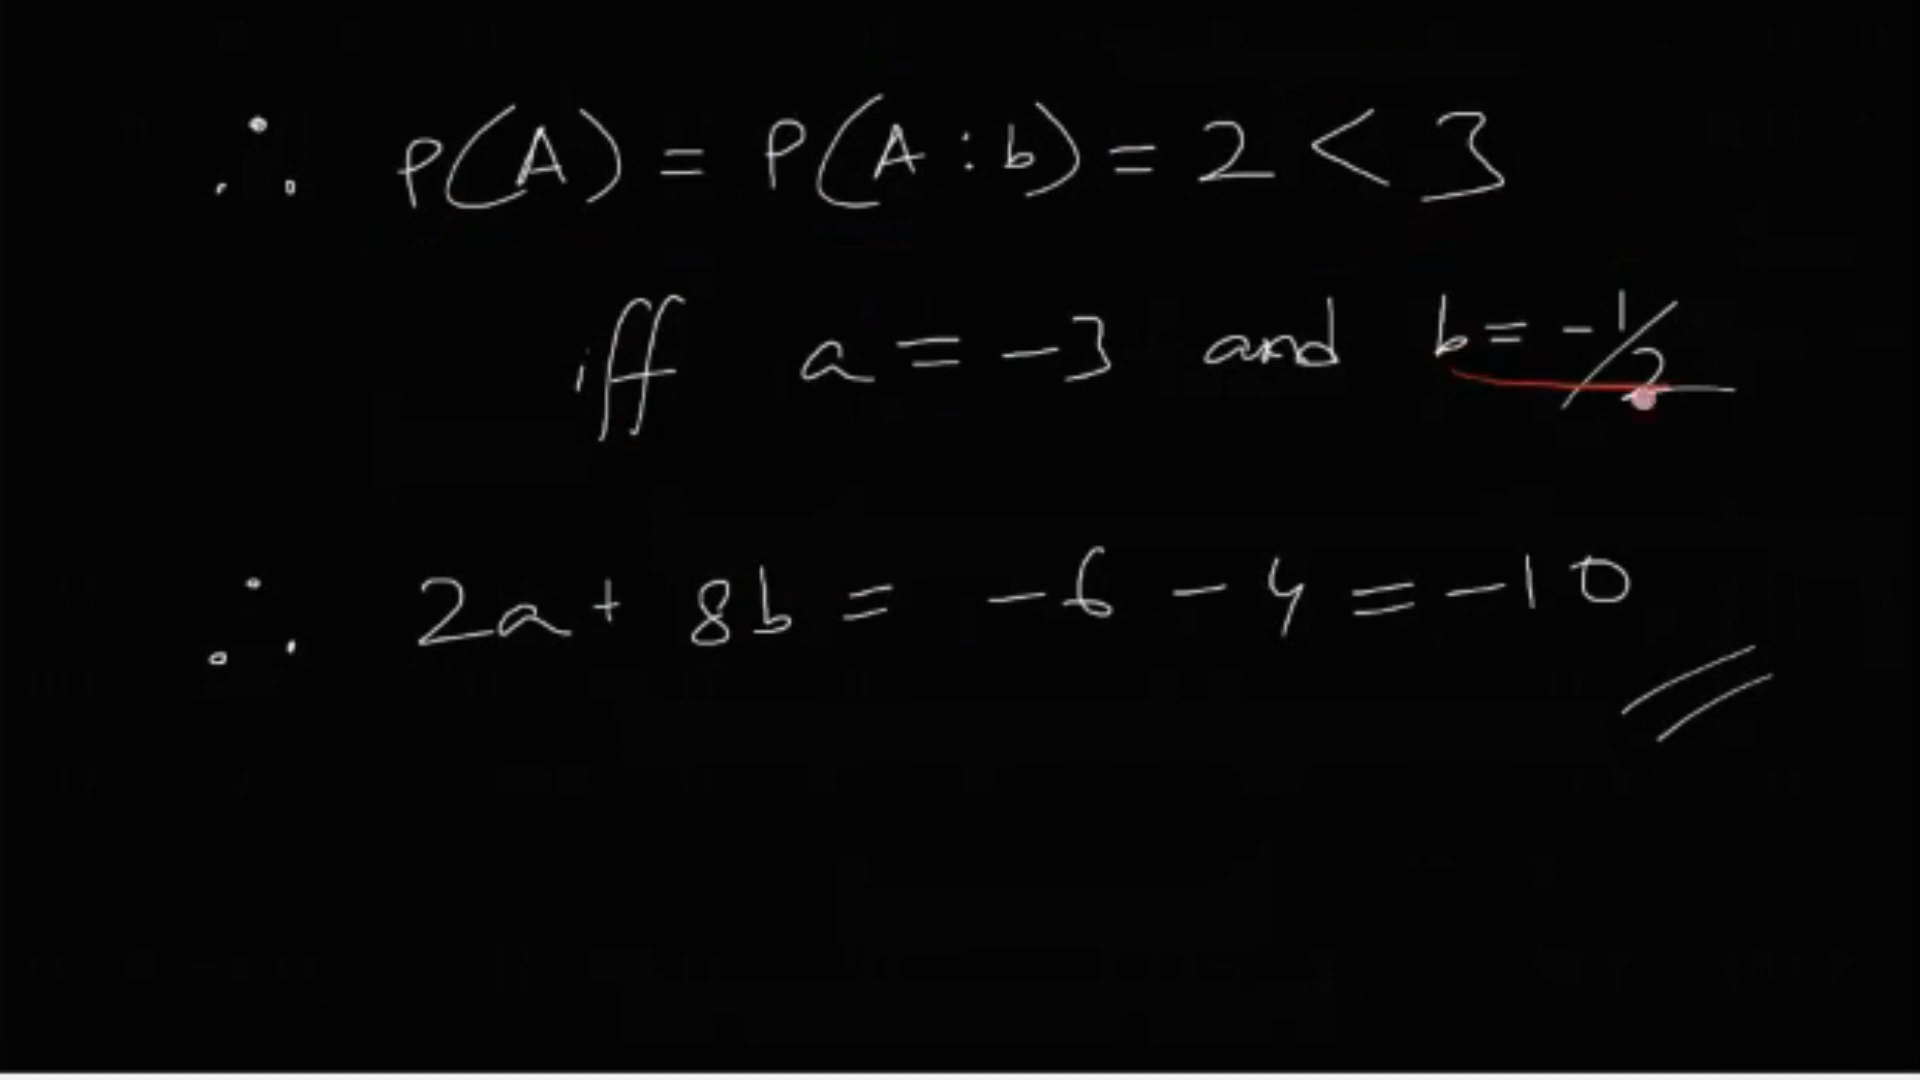 ∴ ρ(A) = ρ(A : b) = 2 < 3
iff a = -3 and b = -1/2
∴ 2a + 8b = -6 - 4 = -10